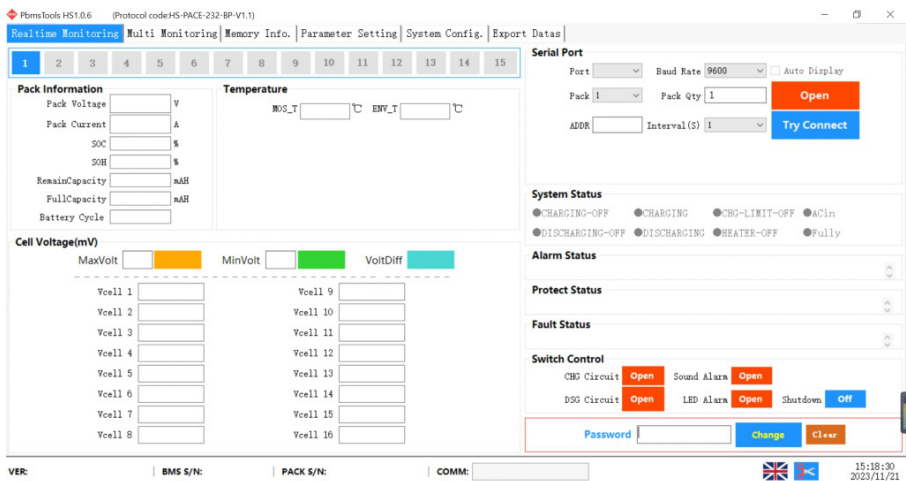 PbmsTools HS1.0.6 (Protocol code:HS-PACE-232-BP-V1.1)
Realtime Monitoring Multi Monitoring Memory Info. Parameter Setting System Config. Export Datas
1 2 3 4 5 6 7 8 9 10 11 12 13 14 15
Pack Information
Pack Voltage V
Pack Current A
SOC %
SOH %
RemainCapacity mAH
FullCapacity mAH
Battery Cycle
Temperature
MOS_T ℃ ENV_T ℃
Cell Voltage(mV)
MaxVolt MinVolt VoltDiff
Vcell 1 Vcell 9
Vcell 2 Vcell 10
Vcell 3 Vcell 11
Vcell 4 Vcell 12
Vcell 5 Vcell 13
Vcell 6 Vcell 14
Vcell 7 Vcell 15
Vcell 8 Vcell 16
Serial Port
Port Baud Rate 9600 Auto Display
Pack 1 Pack Qty 1 Open
ADDR Interval(S) 1 Try Connect
System Status
CHARGING-OFF CHARGING CHG-LIMIT-OFF ACin
DISCHARGING-OFF DISCHARGING HEATER-OFF Fully
Alarm Status
Protect Status
Fault Status
Switch Control
CHG Circuit Open Sound Alarm Open
DSG Circuit Open LED Alarm Open Shutdown Off
Password Change Clear
VER: BMS S/N: PACK S/N: COMM:
15:18:30
2023/11/21